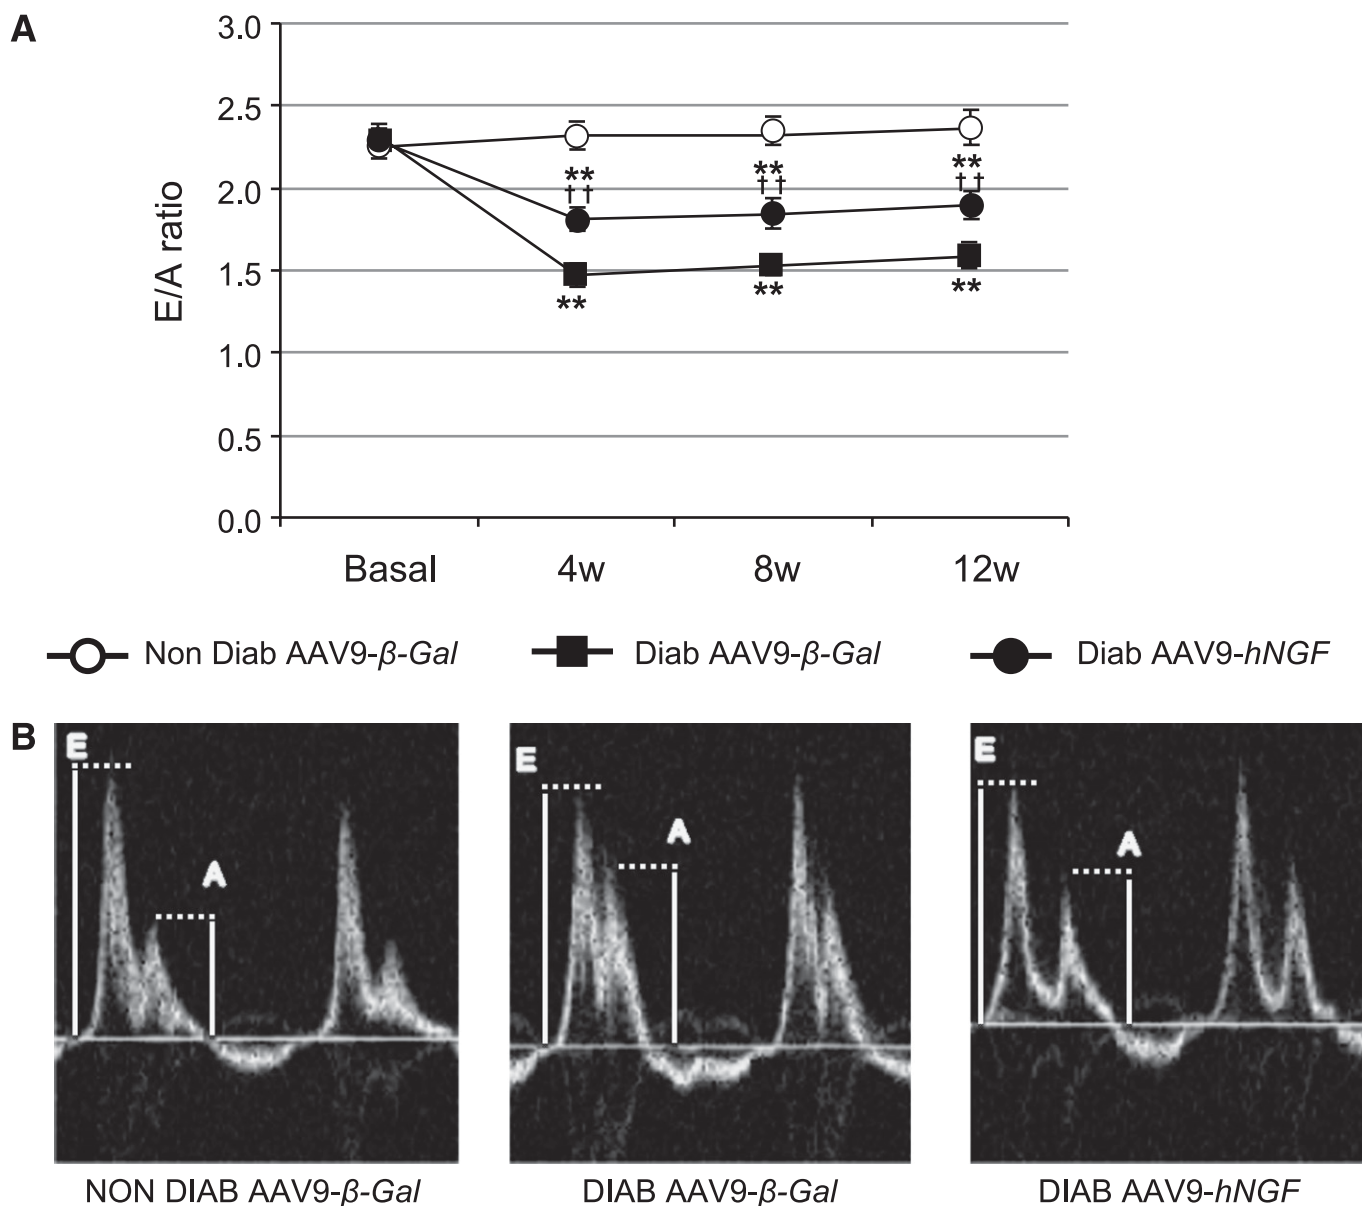 A
3.0
2.5
2.0
1.5
1.0
0.5
0.0
E/A ratio
**
††
**
††
**
††
**
**
**
Basal 4w 8w 12w
Non Diab AAV9-β-Gal Diab AAV9-β-Gal Diab AAV9-hNGF
B
E A
E A
E A
NON DIAB AAV9-β-Gal DIAB AAV9-β-Gal DIAB AAV9-hNGF